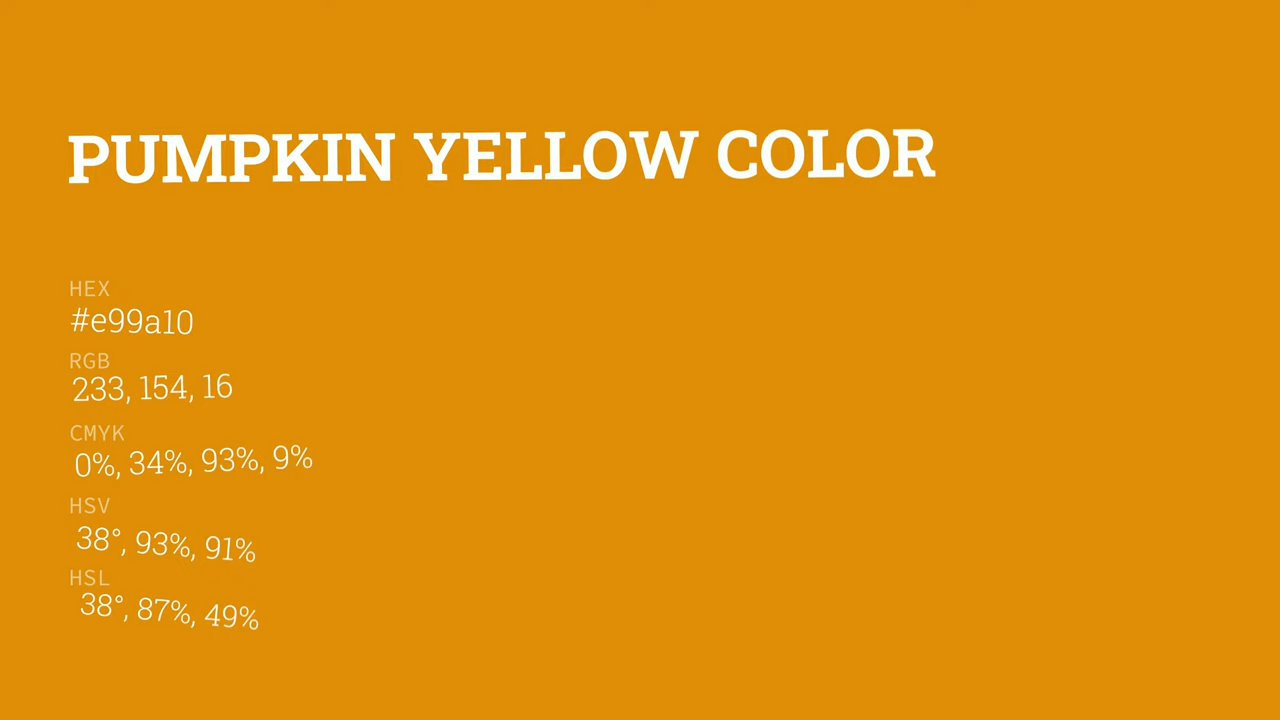 PUMPKIN YELLOW COLOR
HEX
#e99a10
RGB
233, 154, 16
CMYK
0%, 34%, 93%, 9%
HSV
38°, 93%, 91%
HSL
38°, 87%, 49%